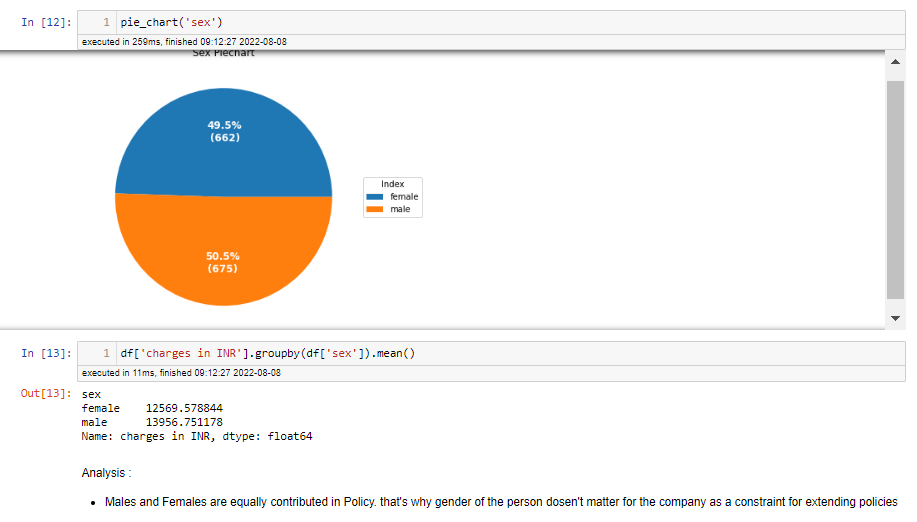 In [12]: 1 pie_chart('sex')
executed in 259ms, finished 09:12:27 2022-08-08
Sex Piechart
49.5%
(662)
Index
female
male
50.5%
(675)
In [13]: 1 df['charges in INR'].groupby(df['sex']).mean()
executed in 11ms, finished 09:12:27 2022-08-08
Out[13]: sex
female 12569.578844
male 13956.751178
Name: charges in INR, dtype: float64
Analysis :
• Males and Females are equally contributed in Policy. that's why gender of the person dosen't matter for the company as a constraint for extending policies